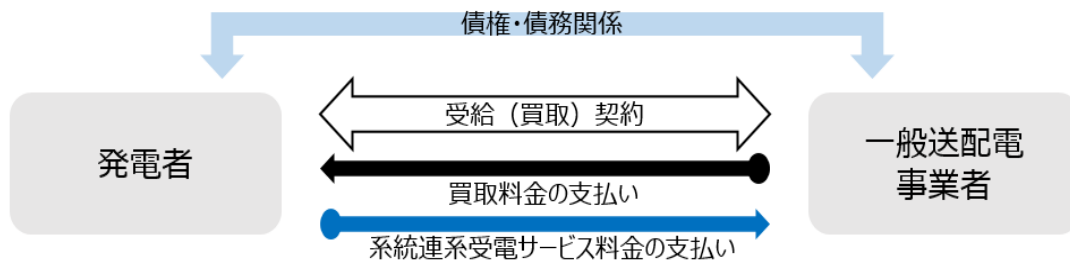 債権・債務関係
発電者
受給（買取）契約
買取料金の支払い
系統連系受電サービス料金の支払い
一般送配電
事業者